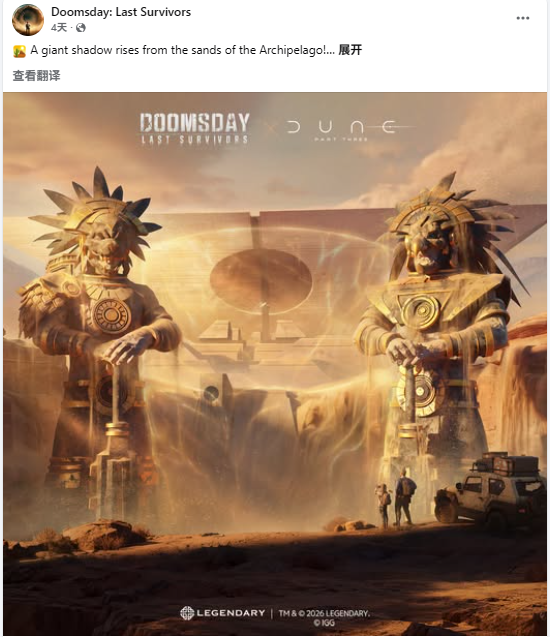 Doomsday: Last Survivors
4天 ·
A giant shadow rises from the sands of the Archipelago!... 展开
查看翻译
DOOMSDAY
LAST SURVIVORS
DUNE
PART THREE
LEGENDARY | TM & © 2026 LEGENDARY.
© IGG